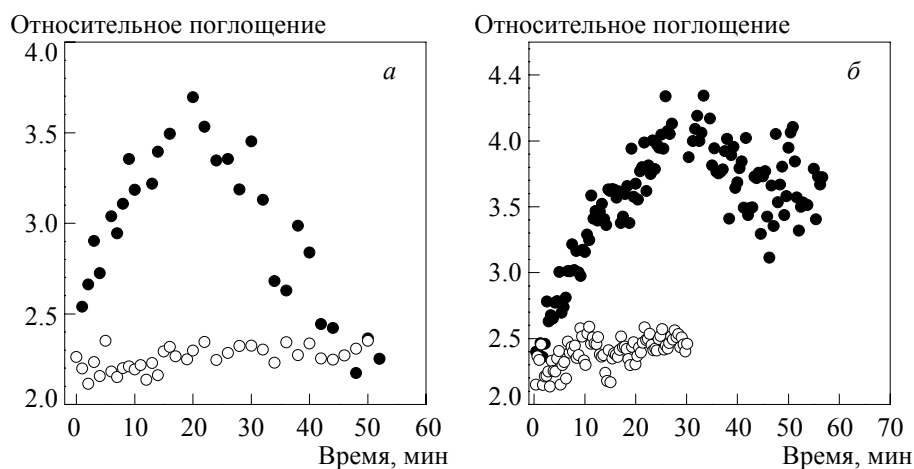 Относительное поглощение
4.0
а
3.5
3.0
2.5
2.0
0 10 20 30 40 50 60
Время, мин
Относительное поглощение
4.4
б
4.0
3.5
3.0
2.5
2.0
0 10 20 30 40 50 60 70
Время, мин